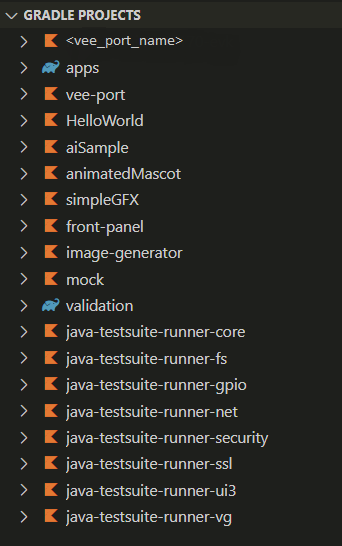 GRADLE PROJECTS
<vee_port_name>
apps
vee-port
HelloWorld
aiSample
animatedMascot
simpleGFX
front-panel
image-generator
mock
validation
java-testsuite-runner-core
java-testsuite-runner-fs
java-testsuite-runner-gpio
java-testsuite-runner-net
java-testsuite-runner-security
java-testsuite-runner-ssl
java-testsuite-runner-ui3
java-testsuite-runner-vg